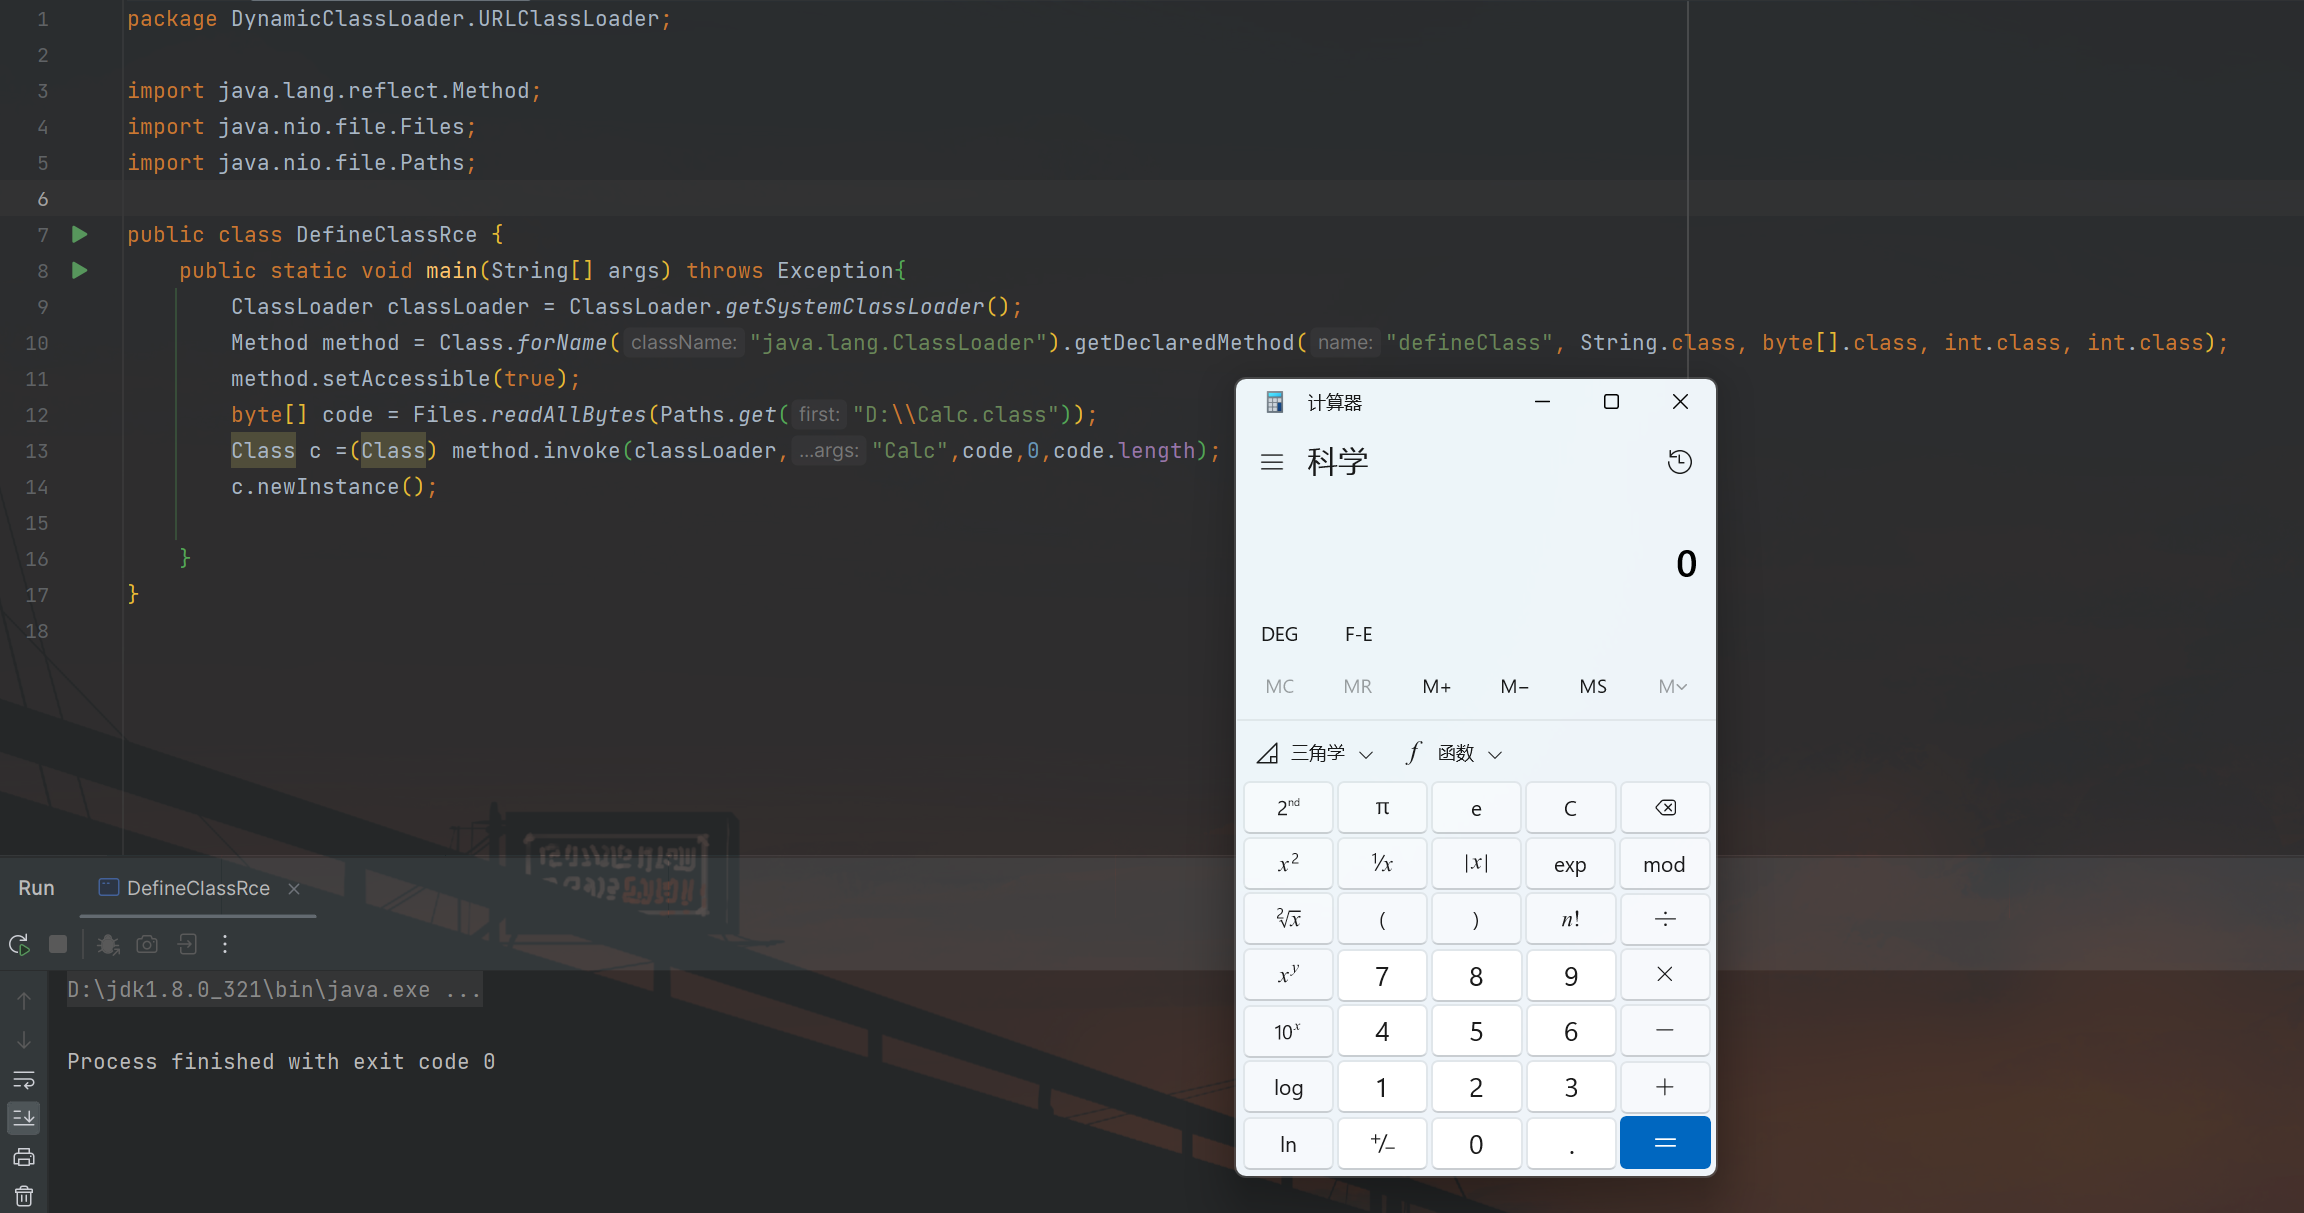 1 package DynamicClassLoader.URLClassLoader;
2
3 import java.lang.reflect.Method;
4 import java.nio.file.Files;
5 import java.nio.file.Paths;
6
7 public class DefineClassRce {
8 public static void main(String[] args) throws Exception{
9 ClassLoader classLoader = ClassLoader.getSystemClassLoader();
10 Method method = Class.forName( className: "java.lang.ClassLoader").getDeclaredMethod( name: "defineClass", String.class, byte[].class, int.class, int.class);
11 method.setAccessible(true);
12 byte[] code = Files.readAllBytes(Paths.get( first: "D:\\Calc.class"));
13 Class c =(Class) method.invoke(classLoader, ...args: "Calc",code,0,code.length);
14 c.newInstance();
15
16 }
17 }
18
计算器
科学
0
DEG F-E
MC MR M+ M− MS M
三角学 f 函数
2nd π e C
x2 1/x |x| exp mod
2√x ( ) n! ÷
xy 7 8 9 ×
10x 4 5 6 −
log 1 2 3 +
ln +/− 0 . =
Run DefineClassRce
D:\jdk1.8.0_321\bin\java.exe ...
Process finished with exit code 0